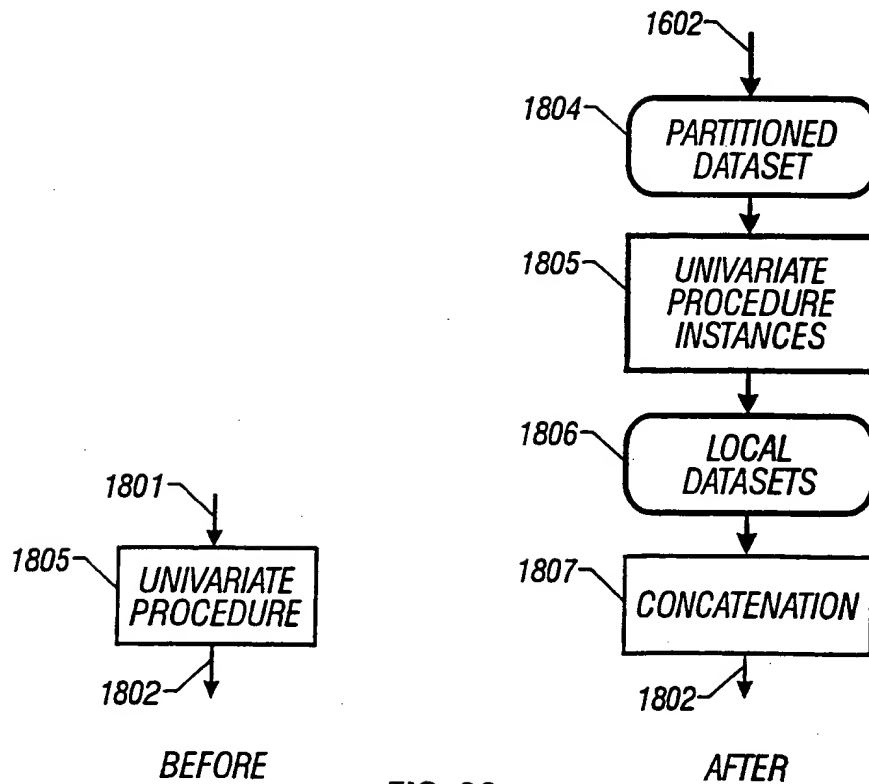 1602
1804
PARTITIONED
DATASET
1805
UNIVARIATE
PROCEDURE
INSTANCES
1806
LOCAL
DATASETS
1801
1805
UNIVARIATE
PROCEDURE
1807
CONCATENATION
1802
1802
BEFORE
AFTER